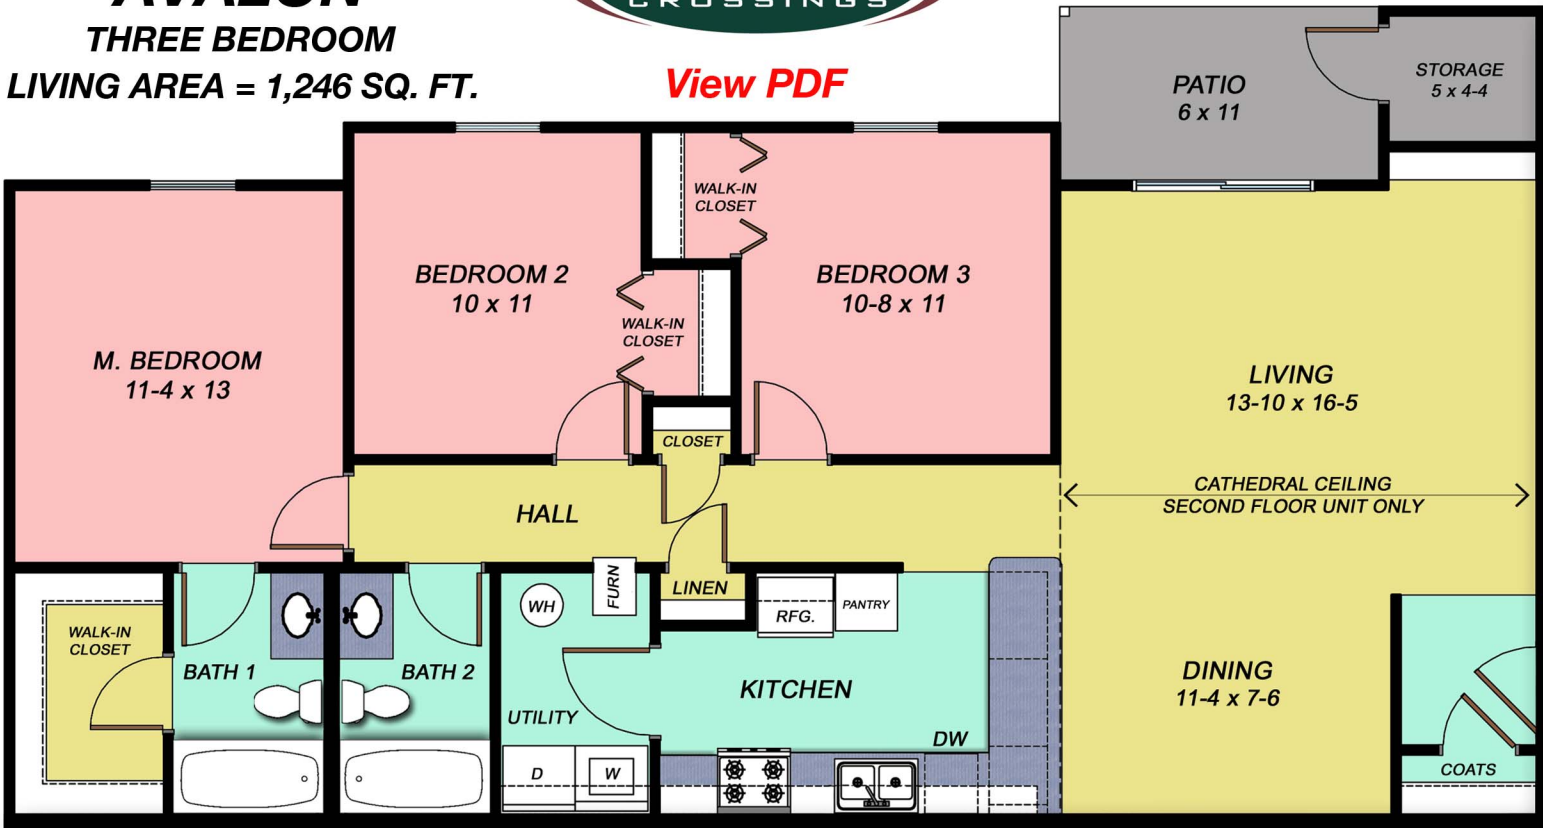 AVALON
THREE BEDROOM
LIVING AREA = 1,246 SQ. FT.
CROSSINGS
View PDF
PATIO
6 x 11
STORAGE
5 x 4-4
WALK-IN
CLOSET
BEDROOM 2
10 x 11
BEDROOM 3
10-8 x 11
WALK-IN
CLOSET
M. BEDROOM
11-4 x 13
LIVING
13-10 x 16-5
CLOSET
CATHEDRAL CEILING
SECOND FLOOR UNIT ONLY
HALL
LINEN
FURN
WH
RFG.
PANTRY
WALK-IN
CLOSET
BATH 1
BATH 2
KITCHEN
DINING
11-4 x 7-6
UTILITY
DW
D
W
COATS